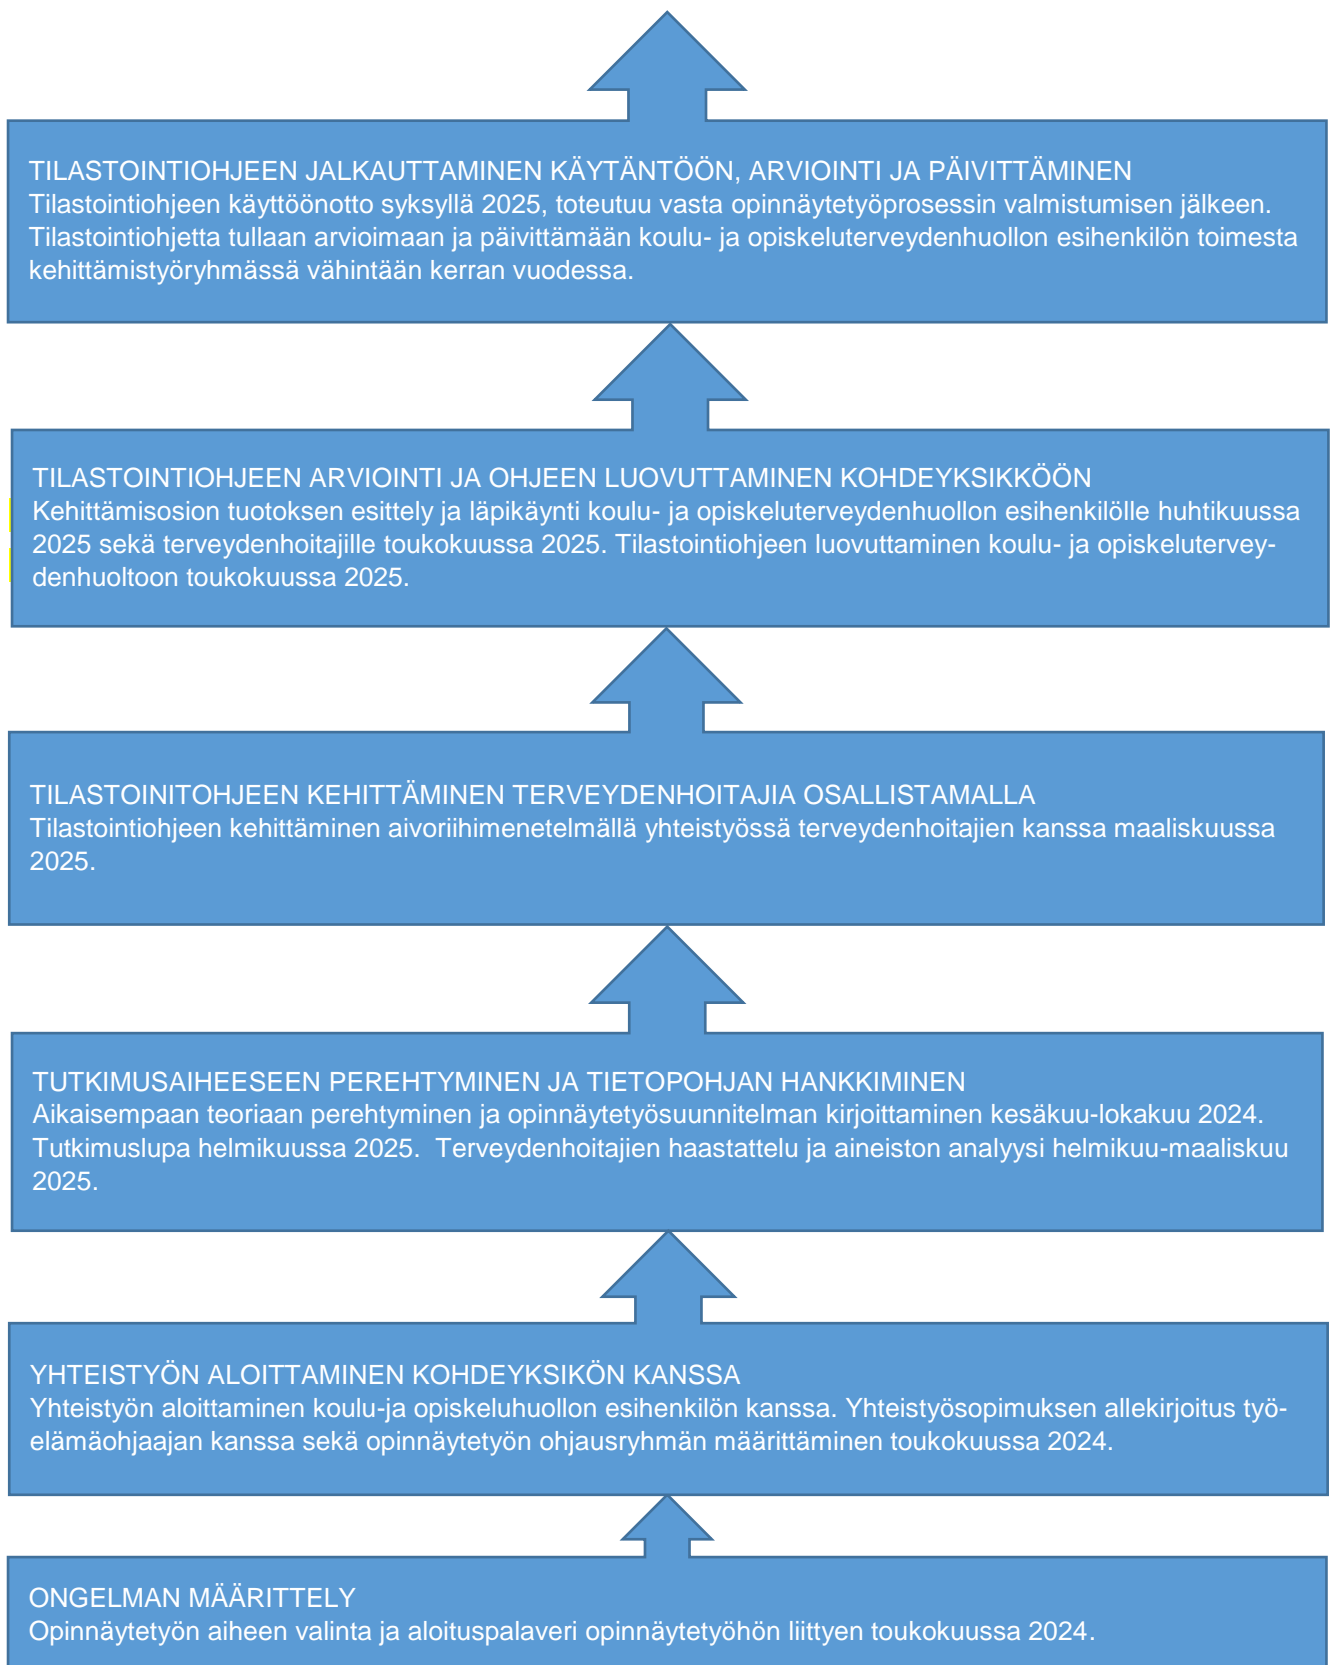 TILASTOINTIOHJEEN JALKAUTTAMINEN KÄYTÄNTÖÖN, ARVIOINTI JA PÄIVITTÄMINEN
Tilastointiohjeen käyttöönotto syksyllä 2025, toteutuu vasta opinnäytetyöprosessin valmistumisen jälkeen.
Tilastointiohjetta tullaan arvioimaan ja päivittämään koulu- ja opiskeluterveydenhuollon esihenkilön toimesta
kehittämistyöryhmässä vähintään kerran vuodessa.
TILASTOINTIOHJEEN ARVIOINTI JA OHJEEN LUOVUTTAMINEN KOHDEYKSIKKÖÖN
Kehittämisosion tuotoksen esittely ja läpikäynti koulu- ja opiskeluterveydenhuollon esihenkilölle huhtikuussa
2025 sekä terveydenhoitajille toukokuussa 2025. Tilastointiohjeen luovuttaminen koulu- ja opiskelutervey-
denhuoltoon toukokuussa 2025.
TILASTOINITOHJEEN KEHITTÄMINEN TERVEYDENHOITAJIA OSALLISTAMALLA
Tilastointiohjeen kehittäminen aivoriihimenetelmällä yhteistyössä terveydenhoitajien kanssa maaliskuussa
2025.
TUTKIMUSAIHEESEEN PEREHTYMINEN JA TIETOPOHJAN HANKKIMINEN
Aikaisempaan teoriaan perehtyminen ja opinnäytetyösuunnitelman kirjoittaminen kesäkuu-lokakuu 2024.
Tutkimuslupa helmikuussa 2025.  Terveydenhoitajien haastattelu ja aineiston analyysi helmikuu-maaliskuu
2025.
YHTEISTYÖN ALOITTAMINEN KOHDEYKSIKÖN KANSSA
Yhteistyön aloittaminen koulu-ja opiskeluhuollon esihenkilön kanssa. Yhteistyösopimuksen allekirjoitus työ-
elämäohjaajan kanssa sekä opinnäytetyön ohjausryhmän määrittäminen toukokuussa 2024.
ONGELMAN MÄÄRITTELY
Opinnäytetyön aiheen valinta ja aloituspalaveri opinnäytetyöhön liittyen toukokuussa 2024.